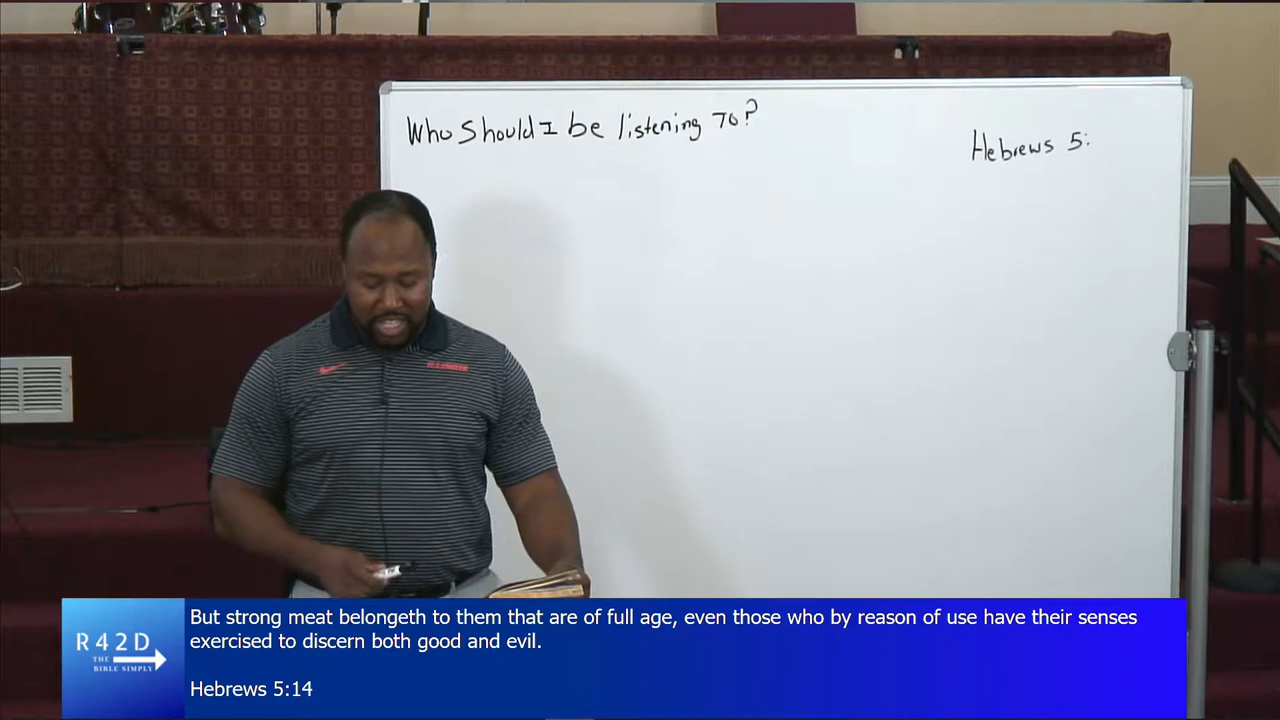 Who Should I be listening To?
Hebrews 5:
ILLINOIS
But strong meat belongeth to them that are of full age, even those who by reason of use have their senses
exercised to discern both good and evil.
Hebrews 5:14
R42D
THE
BIBLE SIMPLY